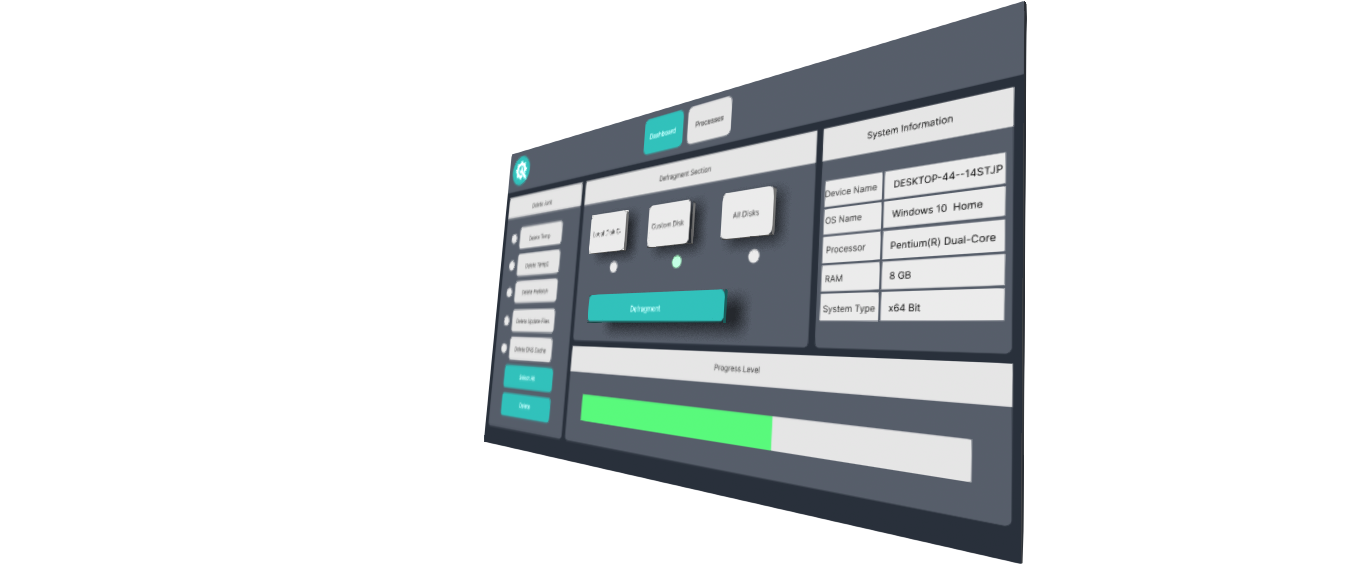 Dashboard
Processes
Delete Junk
Delete Temp
Delete Temp2
Delete Prefetch
Delete Update Files
Delete DNS Cache
Select All
Delete
Defragment Section
Local Disk C:
Custom Disk
All Disks
Defragment
System Information
Device Name DESKTOP-44--14STJP
OS Name Windows 10 Home
Processor Pentium(R) Dual-Core
RAM 8 GB
System Type x64 Bit
Progress Level